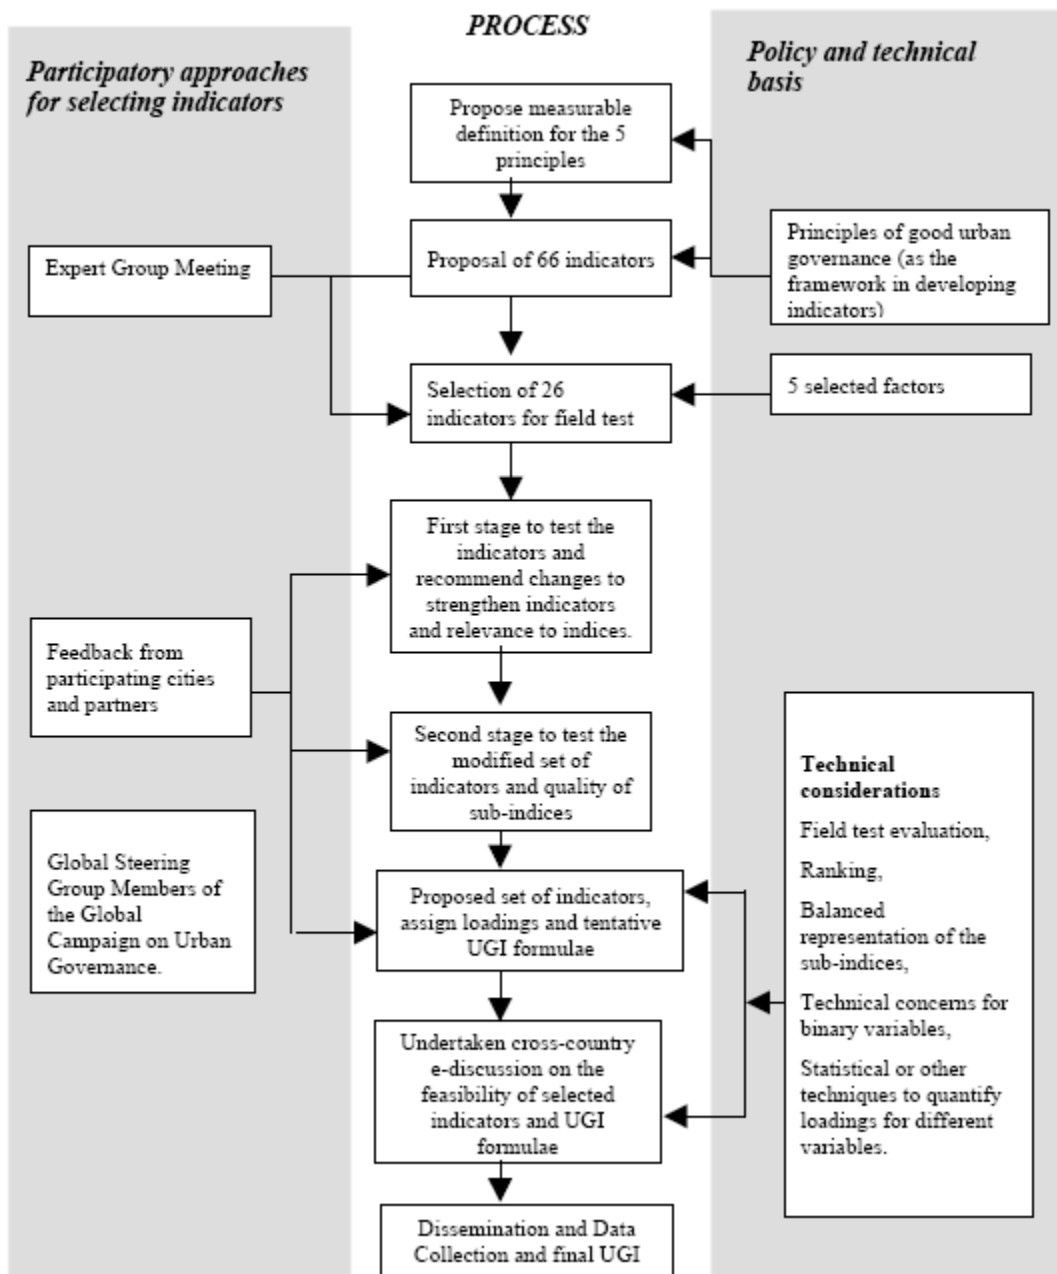 PROCESS
Participatory approaches
for selecting indicators
Policy and technical
basis
Propose measurable
definition for the 5
principles
Proposal of 66 indicators
Expert Group Meeting
Principles of good urban
governance (as the
framework in developing
indicators)
Selection of 26
indicators for field test
5 selected factors
First stage to test the
indicators and
recommend changes to
strengthen indicators
and relevance to indices.
Feedback from
participating cities
and partners
Second stage to test the
modified set of
indicators and quality of
sub-indices
Global Steering
Group Members of
the Global
Campaign on Urban
Governance.
Proposed set of indicators,
assign loadings and tentative
UGI formulae
Technical
considerations
Field test evaluation,
Ranking,
Balanced
representation of the
sub-indices,
Technical concerns for
binary variables,
Statistical or other
techniques to quantify
loadings for different
variables.
Undertaken cross-country
e-discussion on the
feasibility of selected
indicators and UGI
formulae
Dissemination and Data
Collection and final UGI